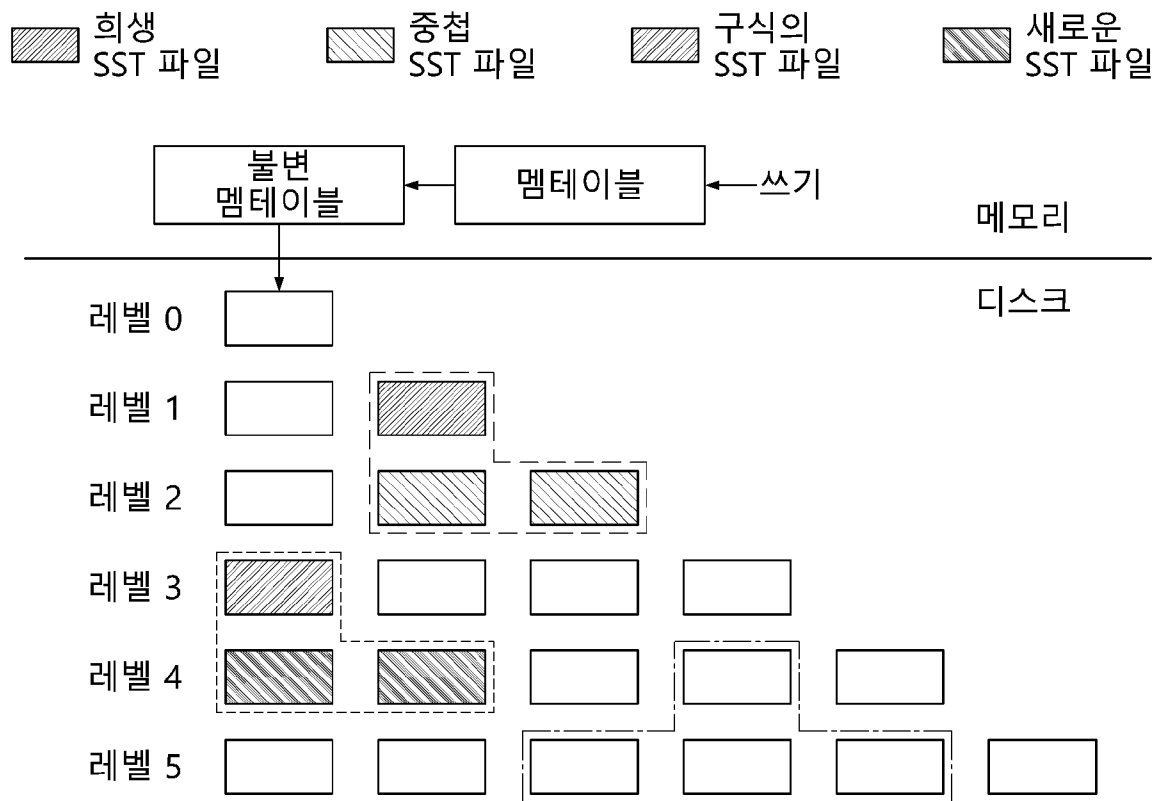 희생
SST 파일
중첩
SST 파일
구식의
SST 파일
새로운
SST 파일
불변
멤테이블
멤테이블
쓰기
메모리
디스크
레벨 0
레벨 1
레벨 2
레벨 3
레벨 4
레벨 5